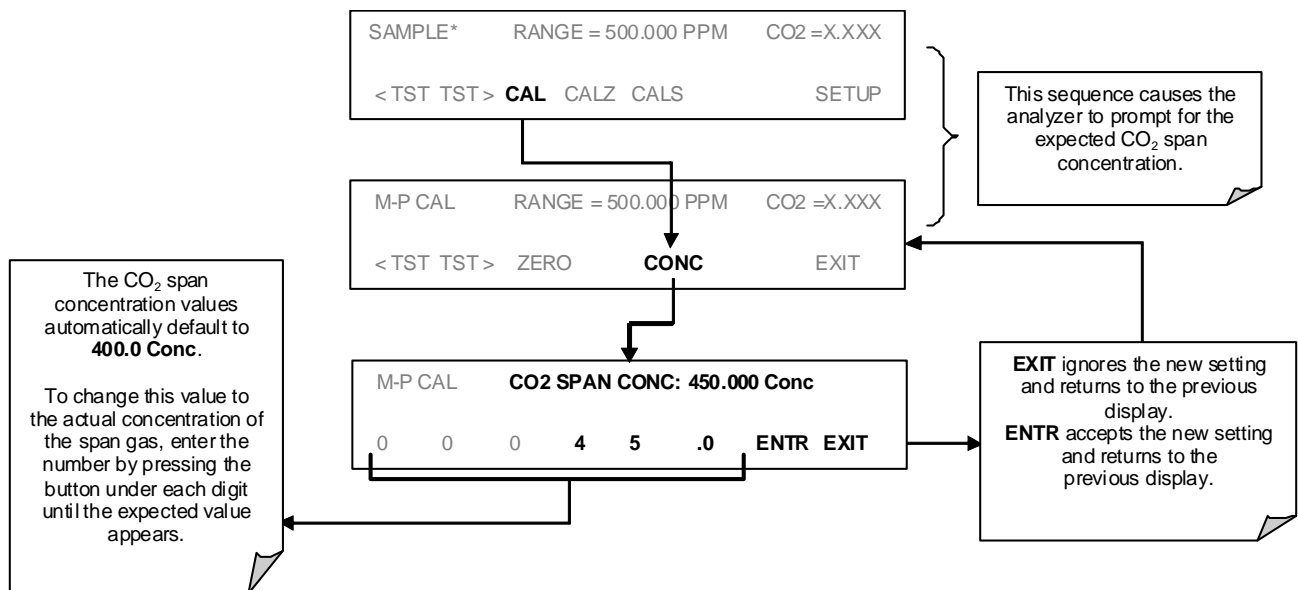 SAMPLE* RANGE = 500.000 PPM CO2 =X.XXX
< TST TST > CAL CALZ CALS SETUP
This sequence causes the
analyzer to prompt for the
expected CO₂ span
concentration.
M-P CAL RANGE = 500.000 PPM CO2 =X.XXX
< TST TST > ZERO CONC EXIT
The CO₂ span
concentration values
automatically default to
400.0 Conc.
To change this value to
the actual concentration of
the span gas, enter the
number by pressing the
button under each digit
until the expected value
appears.
M-P CAL CO2 SPAN CONC: 450.000 Conc
0 0 0 4 5 .0 ENTR EXIT
EXIT ignores the new setting
and returns to the previous
display.
ENTR accepts the new setting
and returns to the
previous display.